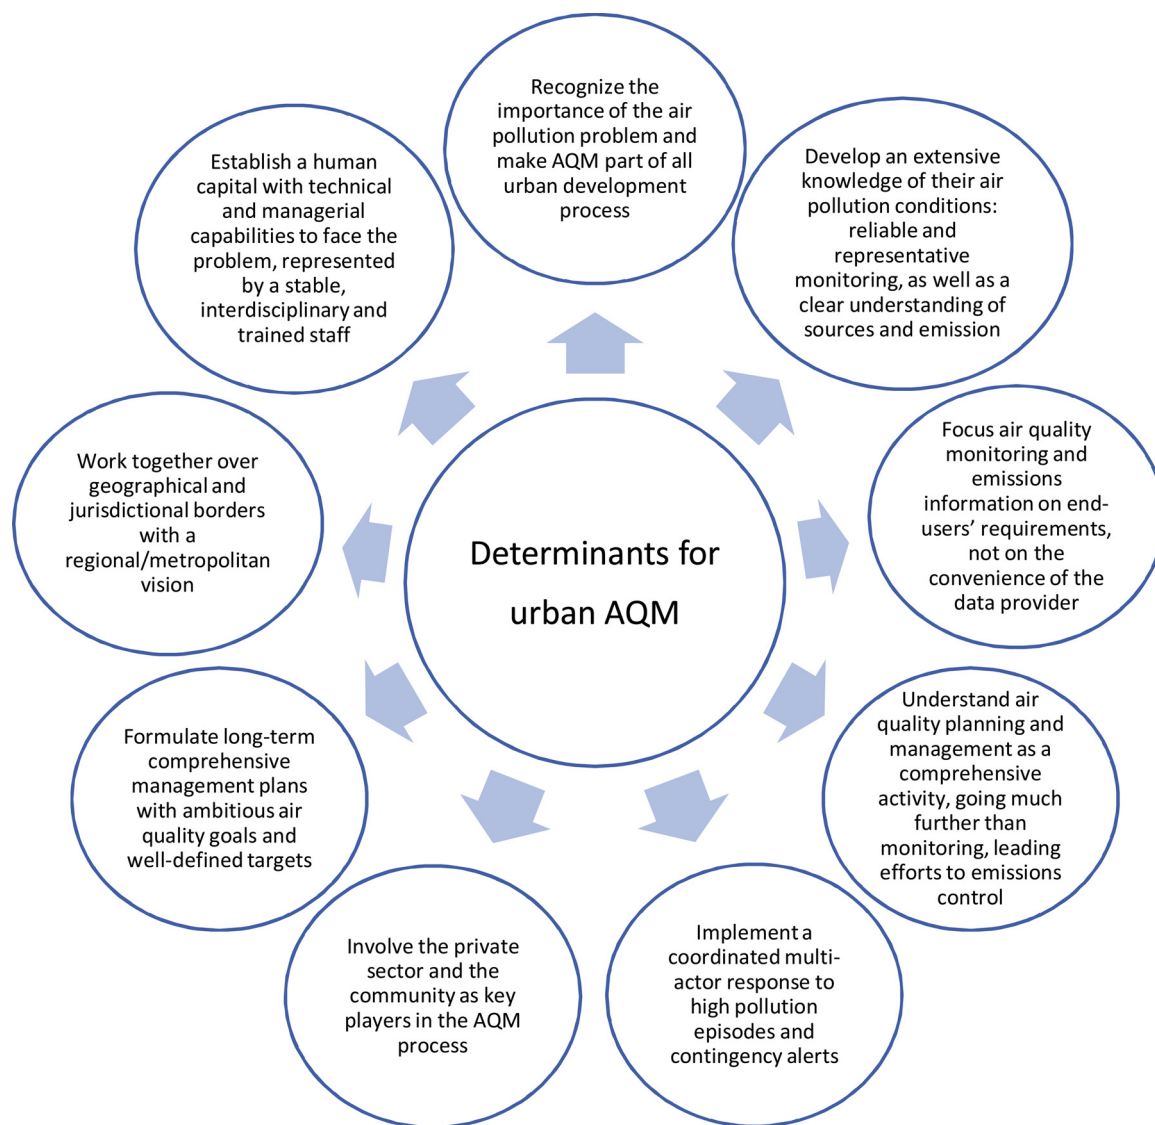 Recognize the
importance of the air
pollution problem and
make AQM part of all
urban development
process
Develop an extensive
knowledge of their air
pollution conditions:
reliable and
representative
monitoring, as well as a
clear understanding of
sources and emission
Focus air quality
monitoring and
emissions
information on end-
users’ requirements,
not on the
convenience of the
data provider
Understand air
quality planning and
management as a
comprehensive
activity, going much
further than
monitoring, leading
efforts to emissions
control
Implement a
coordinated multi-
actor response to
high pollution
episodes and
contingency alerts
Involve the private
sector and the
community as key
players in the AQM
process
Formulate long-term
comprehensive
management plans
with ambitious air
quality goals and
well-defined targets
Work together over
geographical and
jurisdictional borders
with a
regional/metropolitan
vision
Establish a human
capital with technical
and managerial
capabilities to face the
problem, represented
by a stable,
interdisciplinary and
trained staff
Determinants for
urban AQM